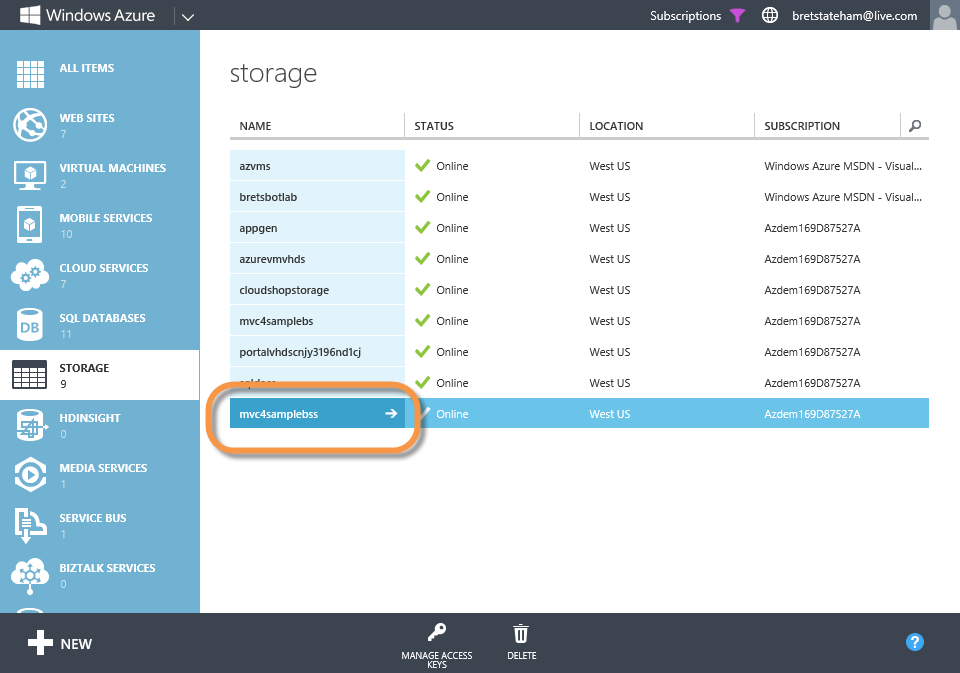 Windows Azure
Subscriptions
bretstateham@live.com
ALL ITEMS
WEB SITES
7
VIRTUAL MACHINES
2
MOBILE SERVICES
10
CLOUD SERVICES
7
SQL DATABASES
11
DB
STORAGE
9
HDINSIGHT
0
MEDIA SERVICES
1
SERVICE BUS
1
BIZTALK SERVICES
0
storage
NAME STATUS LOCATION SUBSCRIPTION
azvms Online West US Windows Azure MSDN - Visual...
bretsbotlab Online West US Windows Azure MSDN - Visual...
appgen Online West US Azdem169D87527A
azurevmvhds Online West US Azdem169D87527A
cloudshopstorage Online West US Azdem169D87527A
mvc4samplebs Online West US Azdem169D87527A
portalvhdscnjy3196nd1cj Online West US Azdem169D87527A
Online West US Azdem169D87527A
mvc4samplebss Online West US Azdem169D87527A
NEW
MANAGE ACCESS
KEYS
DELETE
?